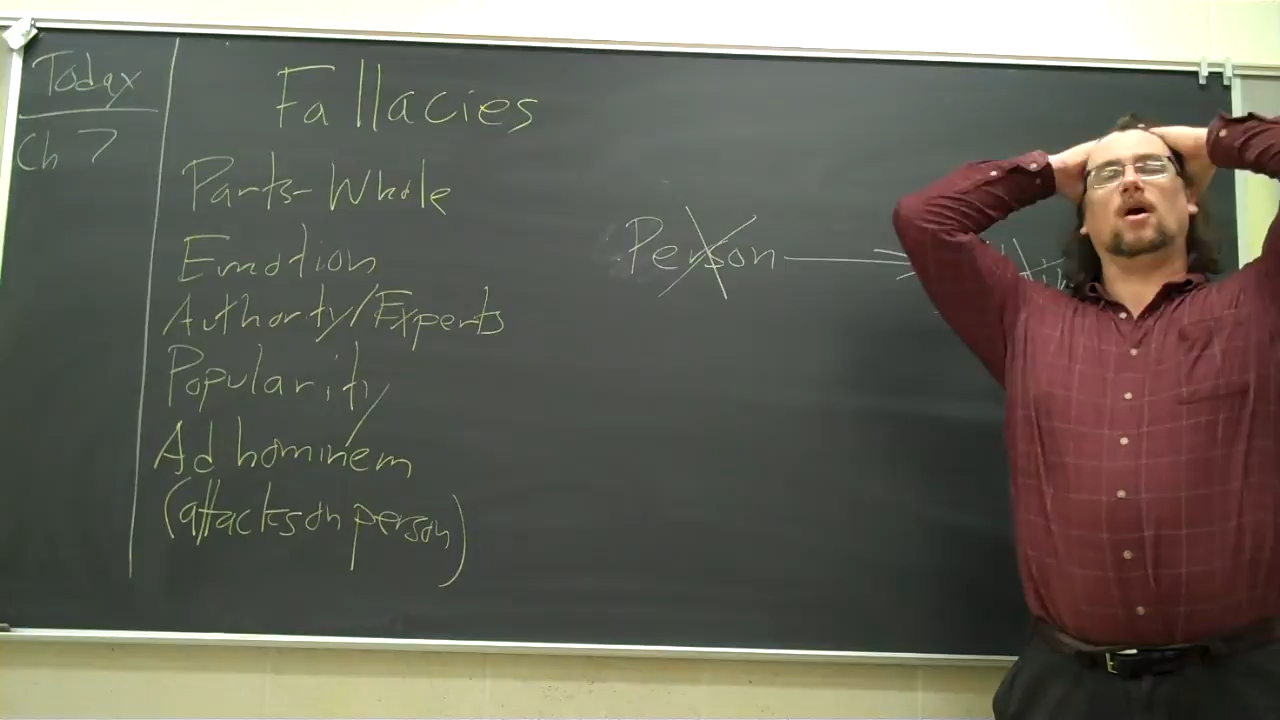 Today
Ch 7
Fallacies
Parts-Whole
Emotion
Authority/Experts
Popularity
Ad hominem
(attacks on person)
Person